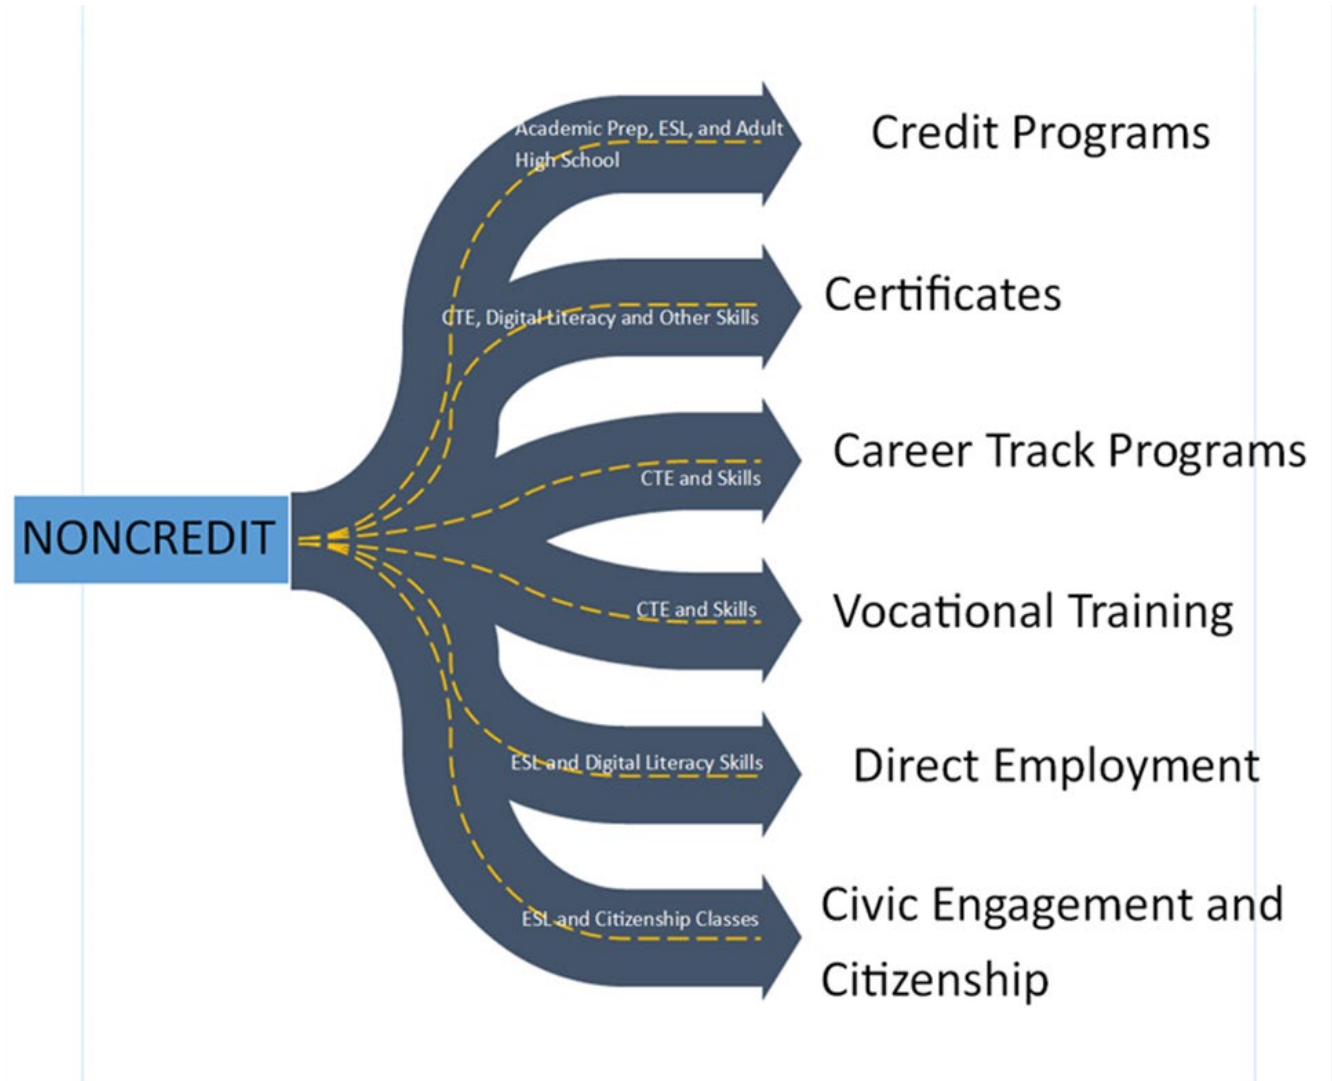 NONCREDIT
Academic Prep, ESL, and Adult
High School
Credit Programs
CTE, Digital Literacy and Other Skills
Certificates
CTE and Skills
Career Track Programs
CTE and Skills
Vocational Training
ESL and Digital Literacy Skills
Direct Employment
ESL and Citizenship Classes
Civic Engagement and
Citizenship